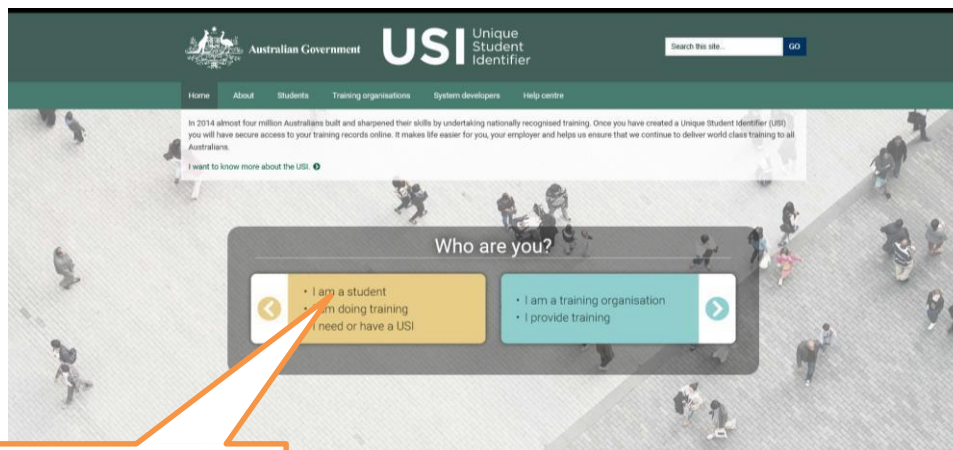 Australian Government
USI Unique
Student
Identifier
Search this site...
GO
Home About Students Training organisations System developers Help centre
In 2014 almost four million Australians built and sharpened their skills by undertaking nationally recognised training. Once you have created a Unique Student Identifier (USI)
you will have secure access to your training records online. It makes life easier for you, your employer and helps us ensure that we continue to deliver world class training to all
Australians.
I want to know more about the USI.
Who are you?
• I am a student
• I am doing training
I need or have a USI
• I am a training organisation
• I provide training